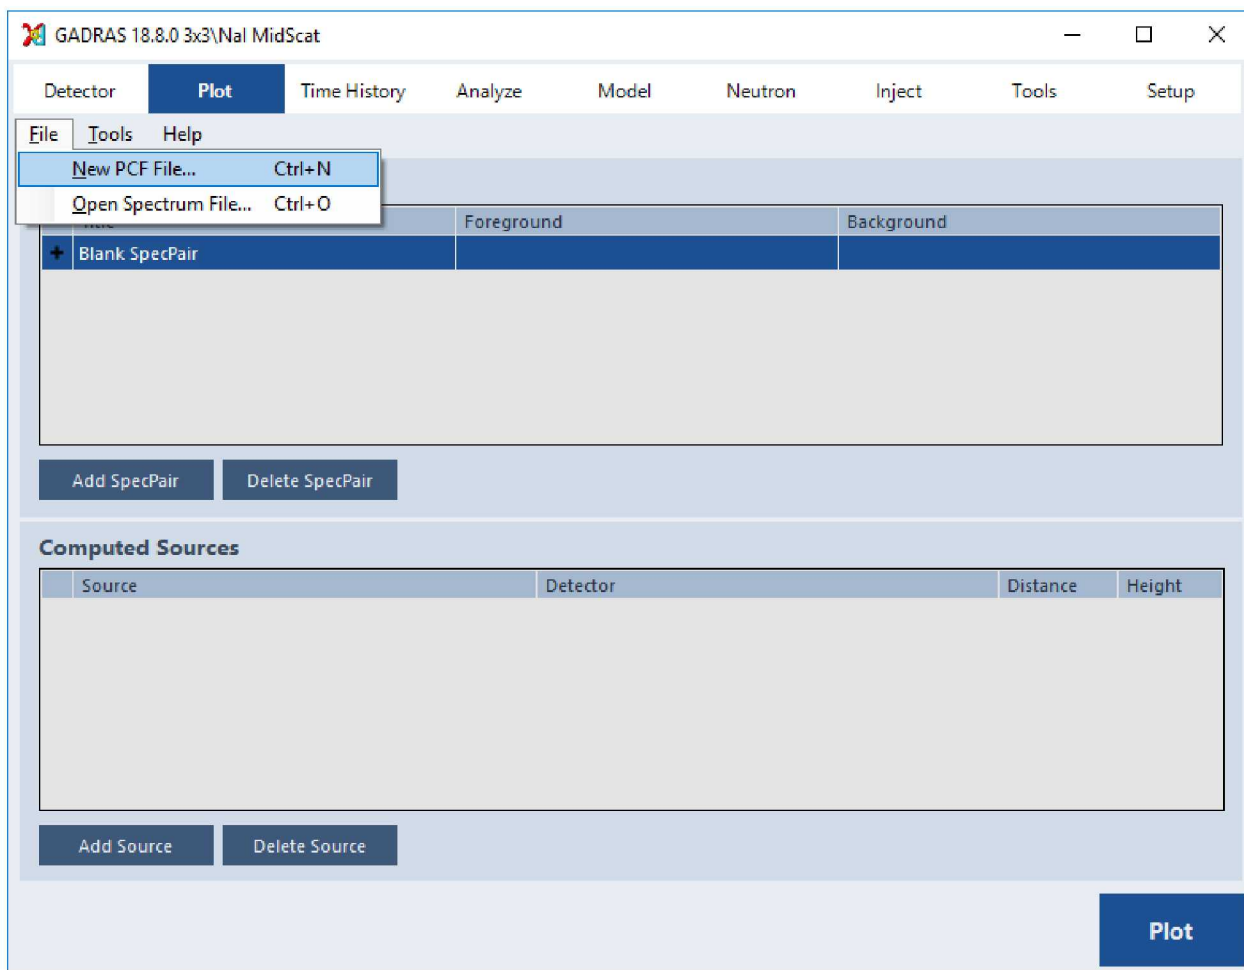 GADRAS 18.8.0 3x3\NaI MidScat
Detector Plot Time History Analyze Model Neutron Inject Tools Setup
File Tools Help
New PCF File... Ctrl+N
Open Spectrum File... Ctrl+O
Foreground Background
Blank SpecPair
Add SpecPair Delete SpecPair
Computed Sources
Source Detector Distance Height
Add Source Delete Source
Plot